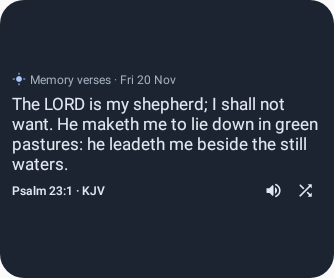 Memory verses · Fri 20 Nov
The LORD is my shepherd; I shall not
want. He maketh me to lie down in green
pastures: he leadeth me beside the still
waters.
Psalm 23:1 · KJV